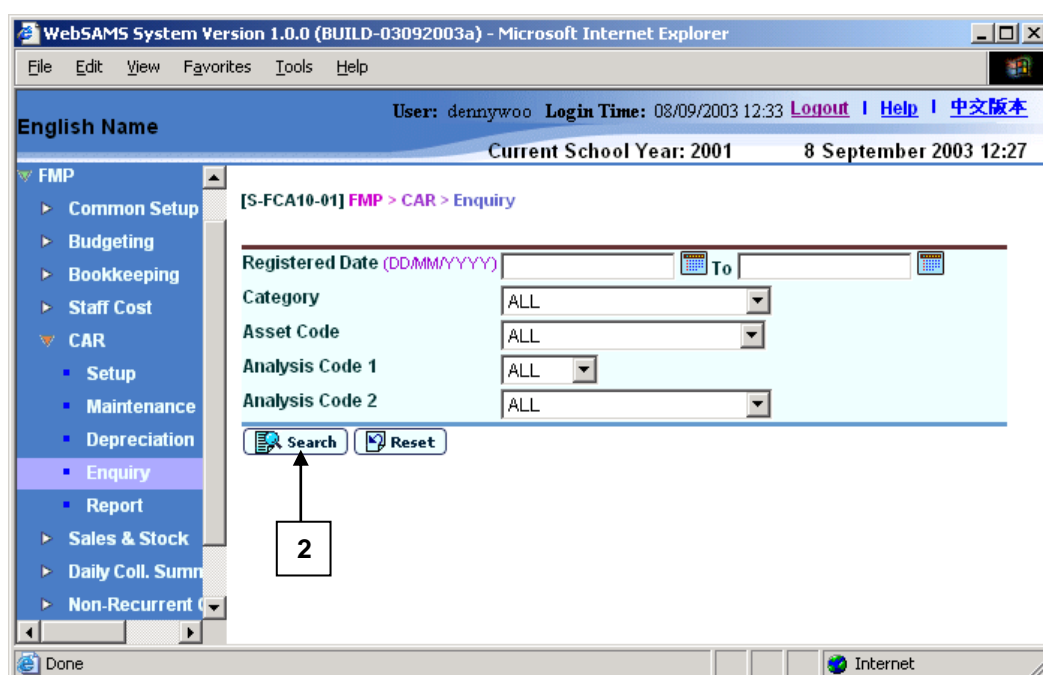 WebSAMS System Version 1.0.0 (BUILD-03092003a) - Microsoft Internet Explorer
File Edit View Favorites Tools Help
English Name
User: dennywoo Login Time: 08/09/2003 12:33 Logout | Help | 中文版本
Current School Year: 2001 8 September 2003 12:27
FMP
Common Setup
Budgeting
Bookkeeping
Staff Cost
CAR
Setup
Maintenance
Depreciation
Enquiry
Report
Sales & Stock
Daily Coll. Summ
Non-Recurrent
[S-FCA10-01] FMP > CAR > Enquiry
Registered Date (DD/MM/YYYY) To
Category ALL
Asset Code ALL
Analysis Code 1 ALL
Analysis Code 2 ALL
Search Reset
2
Done Internet